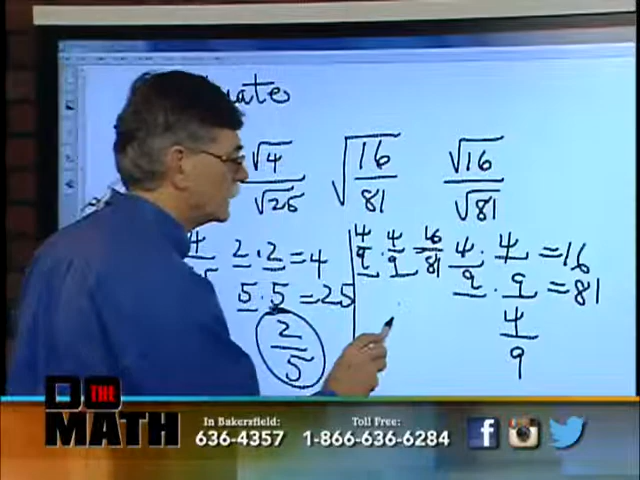 uate
√4/√25 √16/81 √16/√81
4/9 · 4/9 = 16/81
2 · 2 = 4
5 · 5 = 25
2/5
4 · 4 = 16
9 · 9 = 81
4/9
DO THE MATH
In Bakersfield:
636-4357
Toll Free:
1-866-636-6284